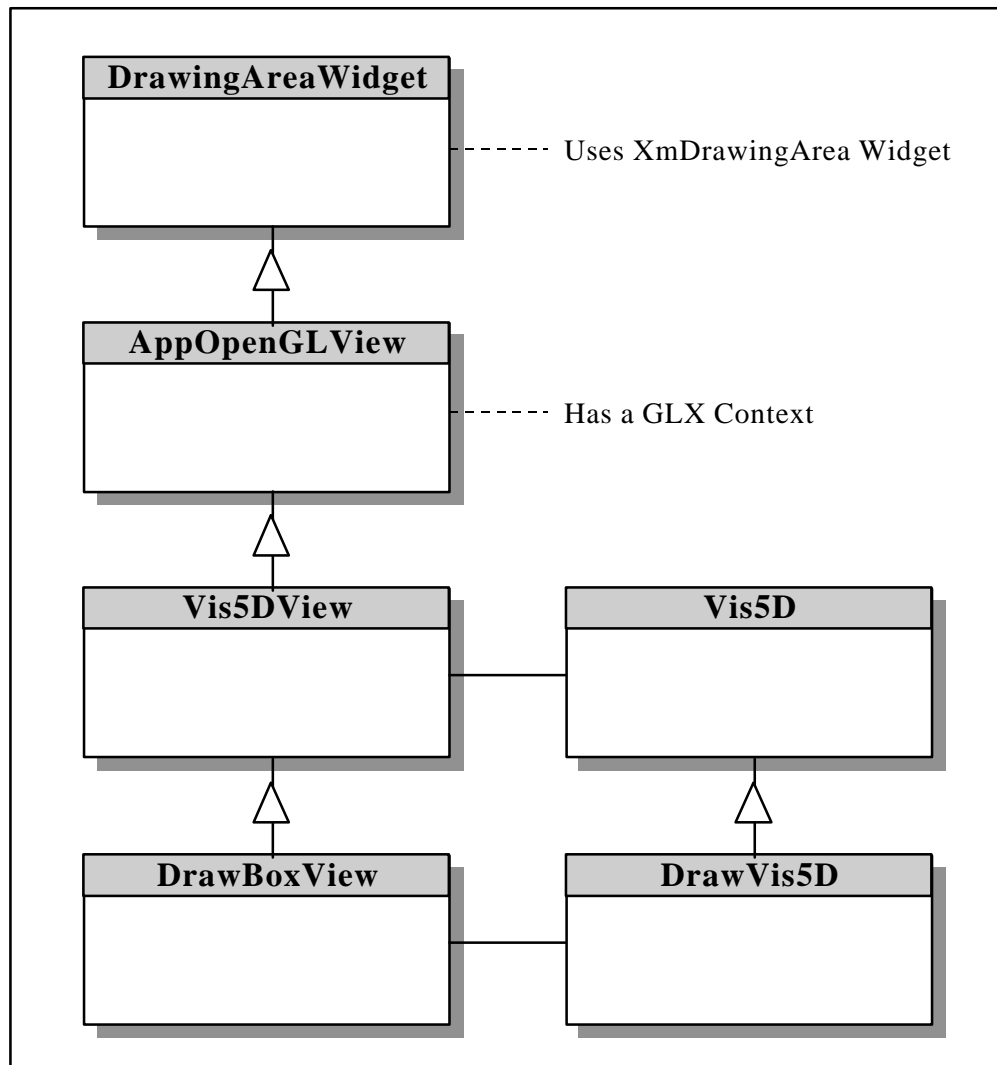 DrawingAreaWidget
Uses XmDrawingArea Widget
AppOpenGLView
Has a GLX Context
Vis5DView
Vis5D
DrawBoxView
DrawVis5D